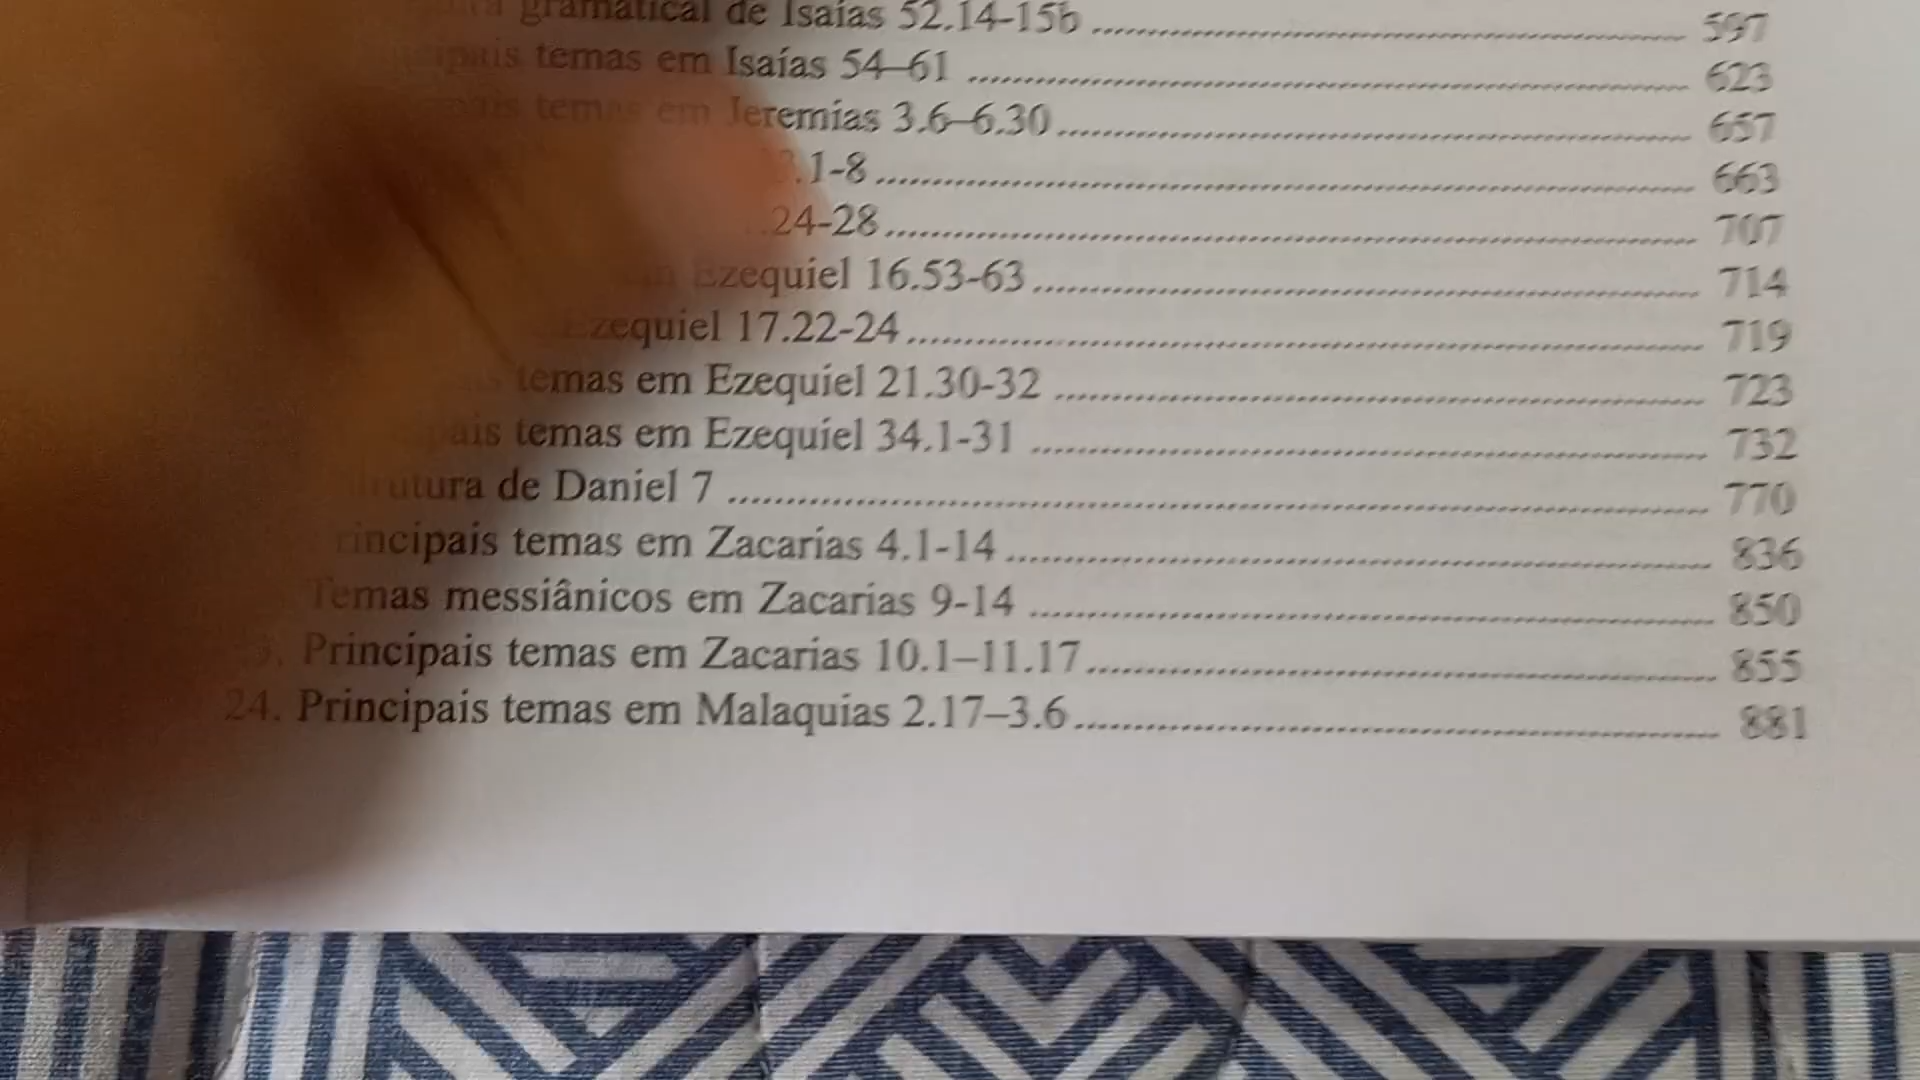 gramatical de Isaías 52.14-15b ........ 597
temas em Isaías 54–61 ........ 623
temas em Jeremias 3.6–6.30 ........ 657
.1-8 ........ 663
.24-28 ........ 707
Ezequiel 16.53-63 ........ 714
Ezequiel 17.22-24 ........ 719
temas em Ezequiel 21.30-32 ........ 723
temas em Ezequiel 34.1-31 ........ 732
de Daniel 7 ........ 770
Principais temas em Zacarias 4.1-14 ........ 836
Temas messiânicos em Zacarias 9-14 ........ 850
Principais temas em Zacarias 10.1–11.17 ........ 855
24. Principais temas em Malaquias 2.17–3.6 ........ 881